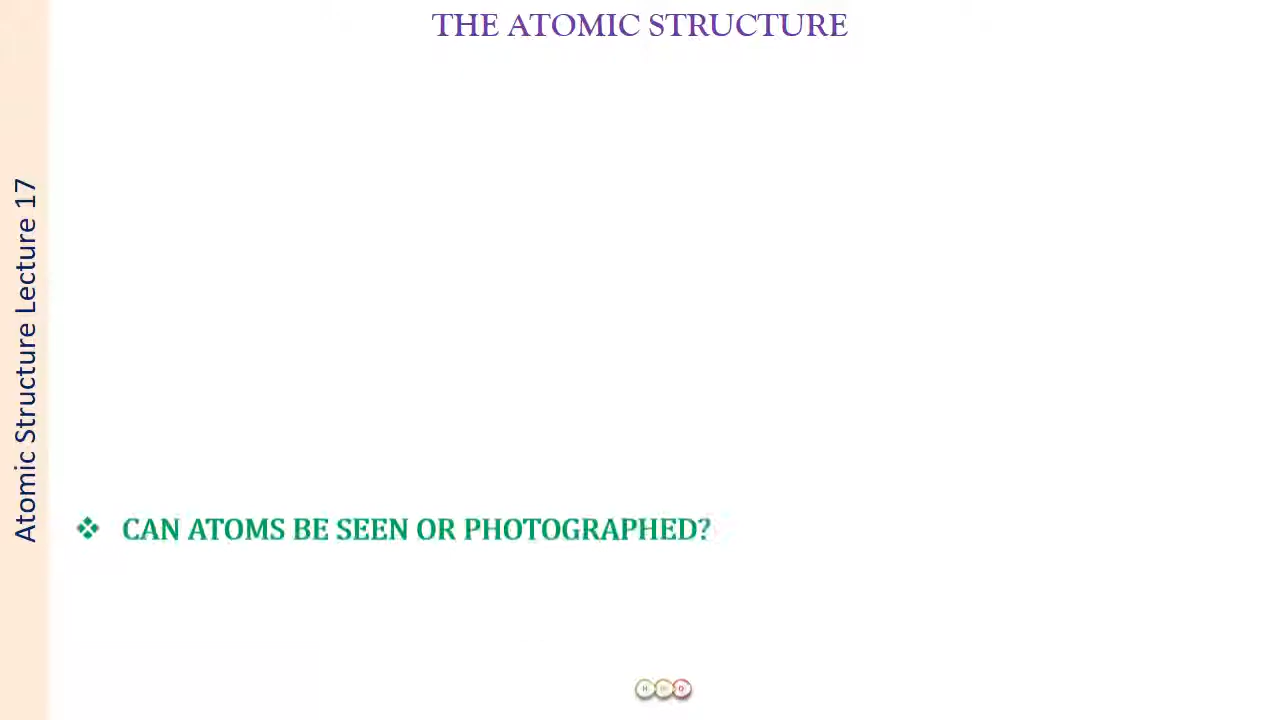 THE ATOMIC STRUCTURE
Atomic Structure Lecture 17
❖ CAN ATOMS BE SEEN OR PHOTOGRAPHED?